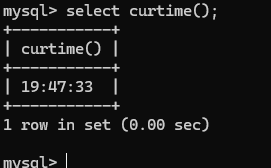 mysql> select curtime();
+-----------+
| curtime() |
+-----------+
| 19:47:33  |
+-----------+
1 row in set (0.00 sec)
mysql>